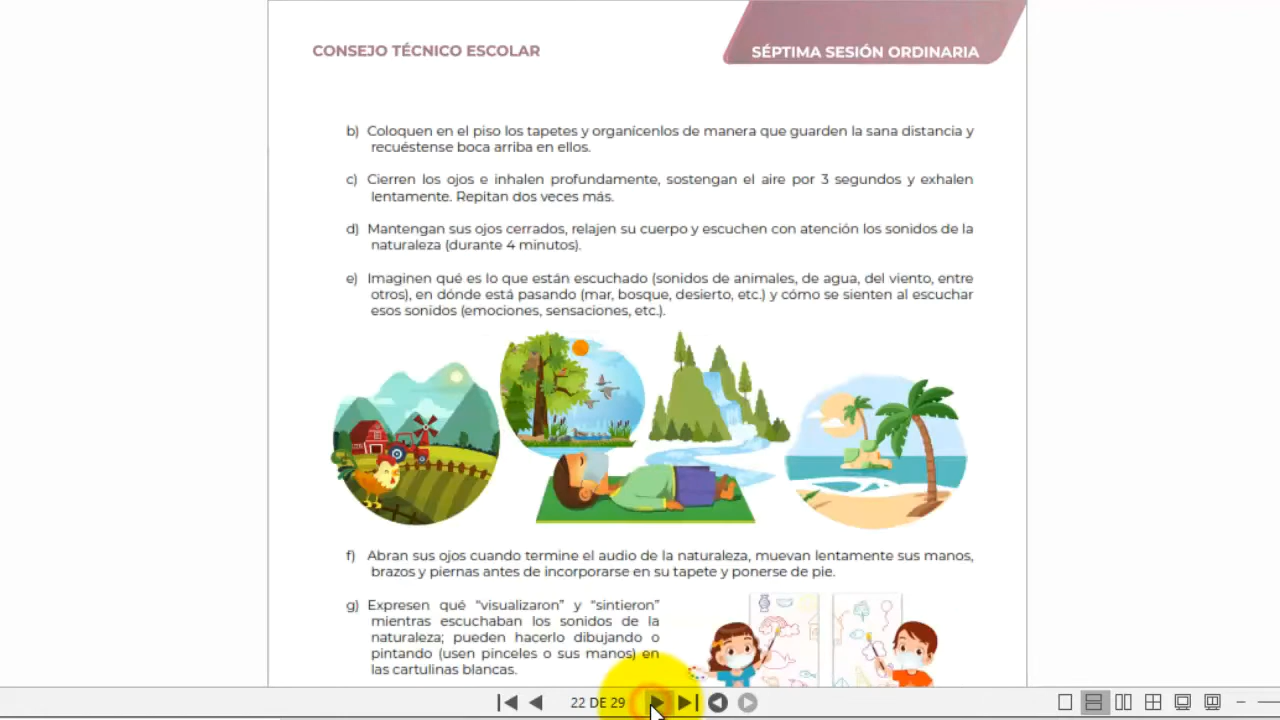 CONSEJO TÉCNICO ESCOLAR
SÉPTIMA SESIÓN ORDINARIA
b) Coloquen en el piso los tapetes y organícenlos de manera que guarden la sana distancia y
recuéstense boca arriba en ellos.
c) Cierren los ojos e inhalen profundamente, sostengan el aire por 3 segundos y exhalen
lentamente. Repitan dos veces más.
d) Mantengan sus ojos cerrados, relajen su cuerpo y escuchen con atención los sonidos de la
naturaleza (durante 4 minutos).
e) Imaginen qué es lo que están escuchado (sonidos de animales, de agua, del viento, entre
otros), en dónde está pasando (mar, bosque, desierto, etc.) y cómo se sienten al escuchar
esos sonidos (emociones, sensaciones, etc.).
f) Abran sus ojos cuando termine el audio de la naturaleza, muevan lentamente sus manos,
brazos y piernas antes de incorporarse en su tapete y ponerse de pie.
g) Expresen qué “visualizaron” y “sintieron”
mientras escuchaban los sonidos de la
naturaleza; pueden hacerlo dibujando o
pintando (usen pinceles o sus manos) en
las cartulinas blancas.
22 DE 29